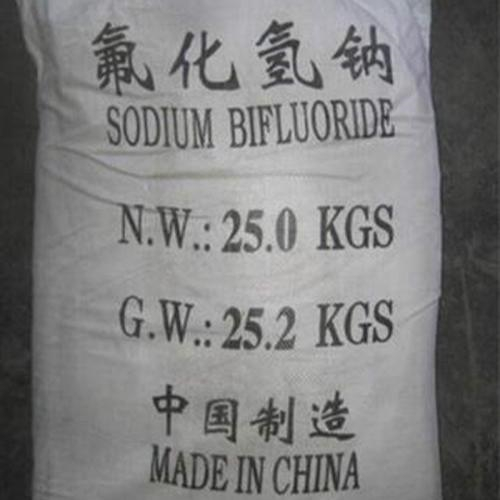 氟化氢钠
SODIUM BIFLUORIDE
N.W.: 25.0 KGS
G.W.: 25.2 KGS
中国制造
MADE IN CHINA